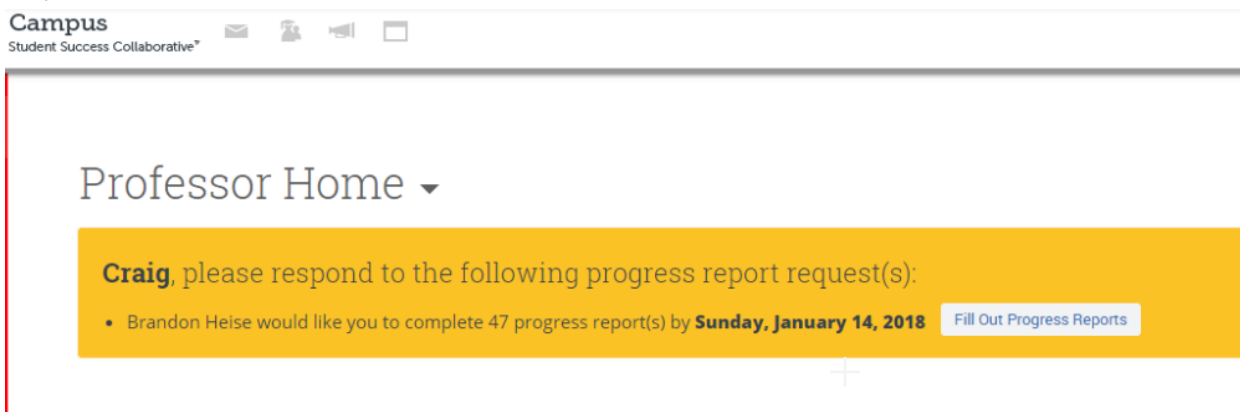 Campus
Student Success Collaborative™
Professor Home
Craig, please respond to the following progress report request(s):
• Brandon Heise would like you to complete 47 progress report(s) by Sunday, January 14, 2018 Fill Out Progress Reports